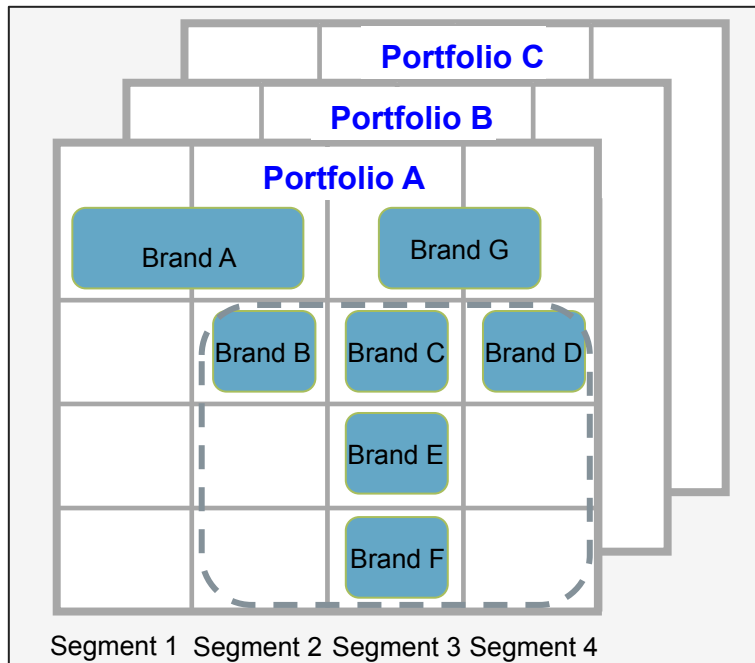 Portfolio C
Portfolio B
Portfolio A
Brand A
Brand G
Brand B
Brand C
Brand D
Brand E
Brand F
Segment 1
Segment 2
Segment 3
Segment 4